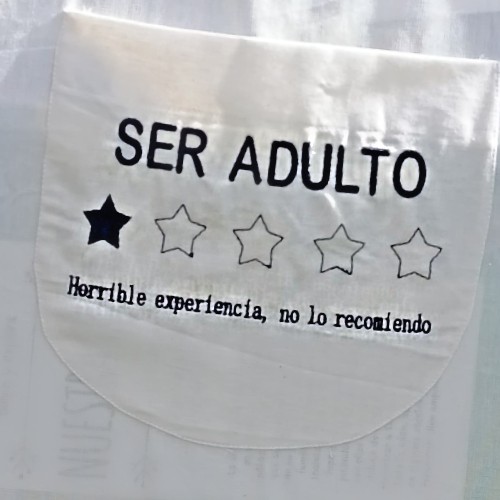 SER ADULTO
Horrible experiencia, no lo recomiendo